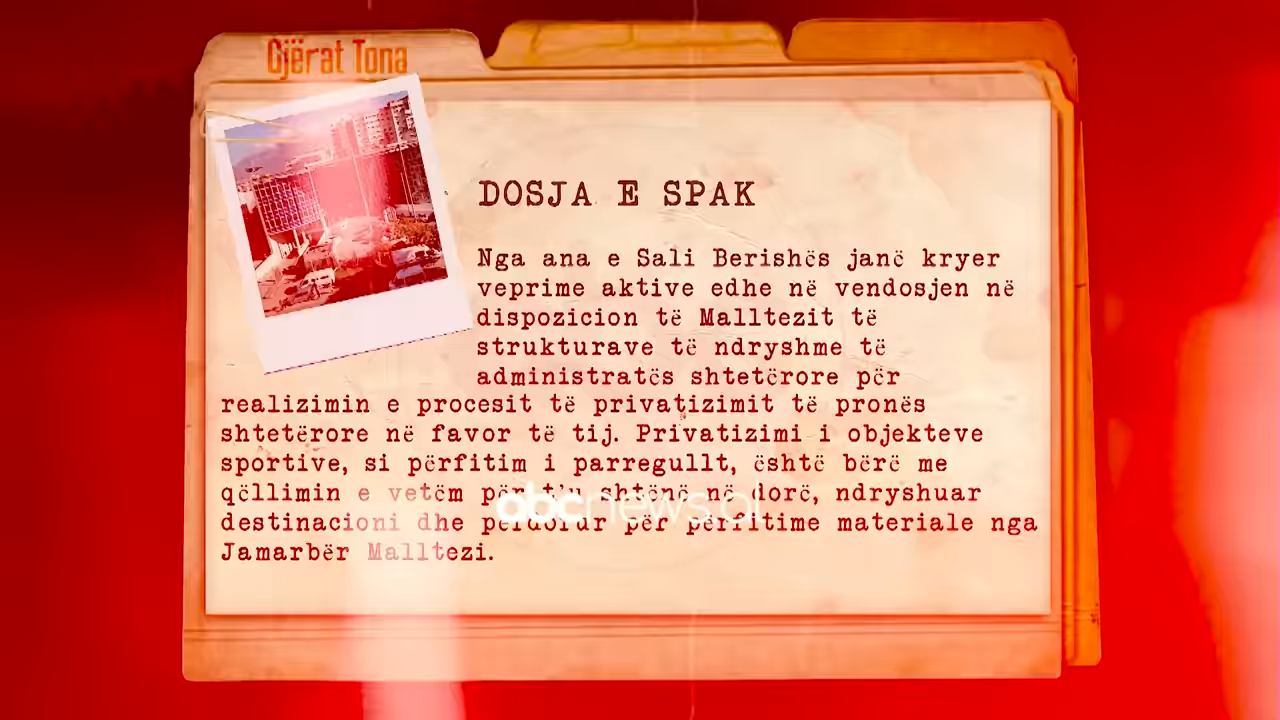 Gjërat Tona
DOSJA E SPAK
Nga ana e Sali Berishës janë kryer
veprime aktive edhe në vendosjen në
dispozicion të Malltezit të
strukturave të ndryshme të
administratës shtetërore për
realizimin e procesit të privatizimit të pronës
shtetërore në favor të tij. Privatizimi i objekteve
sportive, si përfitim i parregullt, është bërë me
qëllimin e vetëm për t'u shtënë në dorë, ndryshuar
destinacioni dhe përdorur për përfitime materiale nga
Jamarbër Malltezi.
abcnews.al